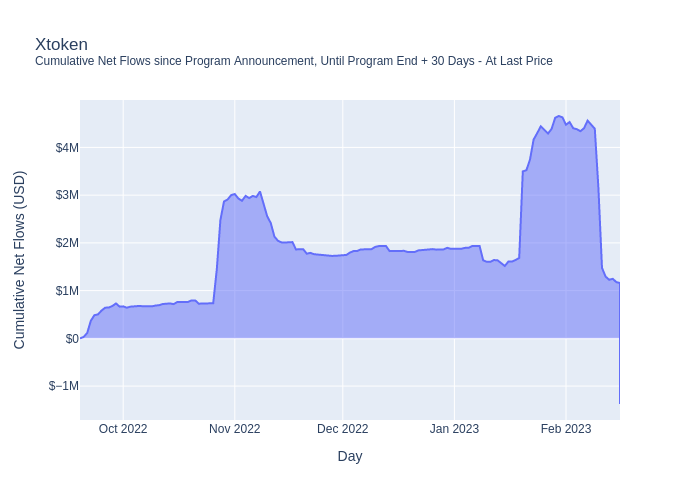 Xtoken
Cumulative Net Flows since Program Announcement, Until Program End + 30 Days - At Last Price
Cumulative Net Flows (USD)
$4M
$3M
$2M
$1M
$0
$−1M
Oct 2022
Nov 2022
Dec 2022
Jan 2023
Feb 2023
Day